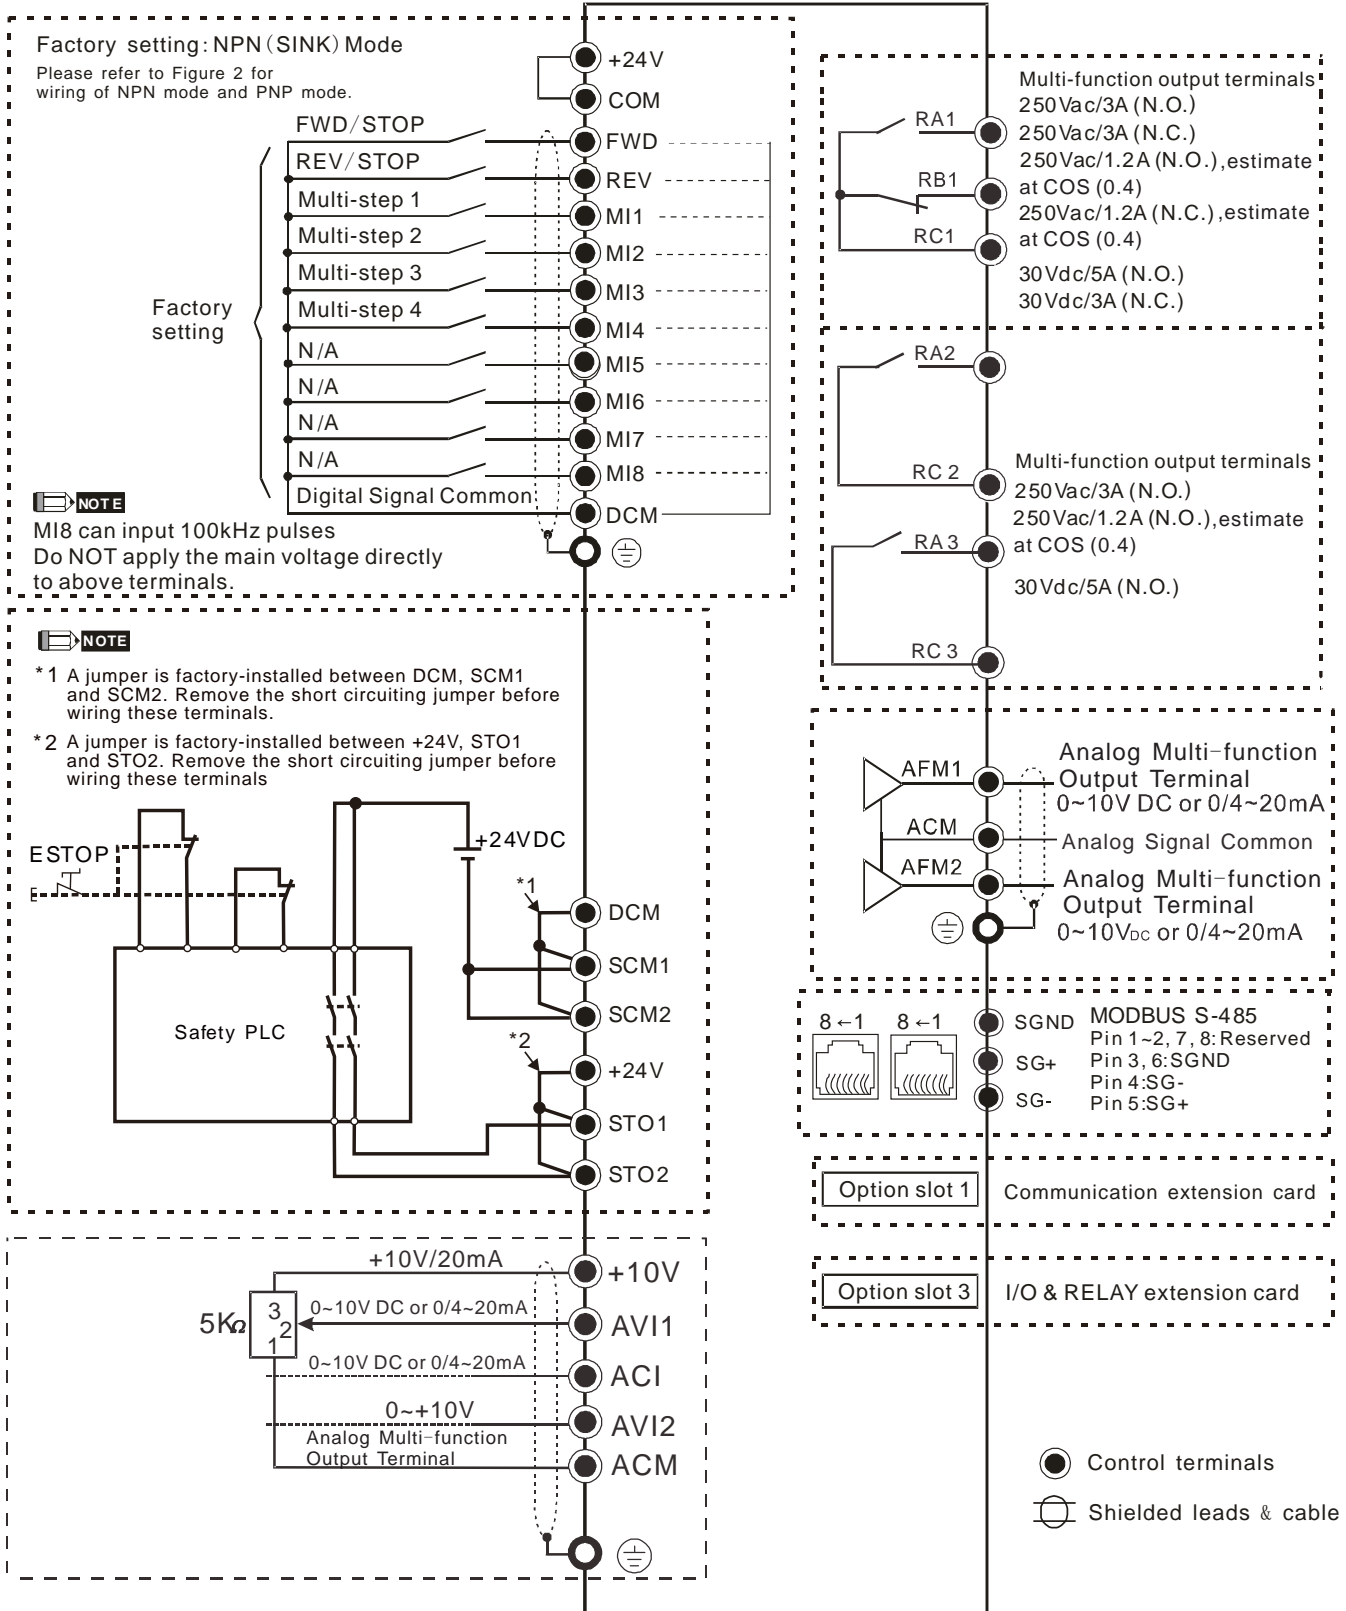 Factory setting: NPN (SINK) Mode
Please refer to Figure 2 for
wiring of NPN mode and PNP mode.
+24V
COM
FWD/STOP
FWD
REV/STOP
REV
Multi-step 1
MI1
Multi-step 2
MI2
Multi-step 3
MI3
Multi-step 4
MI4
Factory
setting
N/A
MI5
N/A
MI6
N/A
MI7
N/A
MI8
Digital Signal Common
DCM
NOTE
MI8 can input 100kHz pulses
Do NOT apply the main voltage directly
to above terminals.
NOTE
*1 A jumper is factory-installed between DCM, SCM1
and SCM2. Remove the short circuiting jumper before
wiring these terminals.
*2 A jumper is factory-installed between +24V, STO1
and STO2. Remove the short circuiting jumper before
wiring these terminals
ESTOP
+24VDC
*1
DCM
SCM1
SCM2
Safety PLC
*2
+24V
STO1
STO2
+10V/20mA
+10V
5KΩ
3
2
1
0~10V DC or 0/4~20mA
AVI1
0~10V DC or 0/4~20mA
ACI
0~+10V
AVI2
Analog Multi-function
Output Terminal
ACM
RA1
RB1
RC1
Multi-function output terminals
250Vac/3A (N.O.)
250Vac/3A (N.C.)
250Vac/1.2A (N.O.), estimate
at COS (0.4)
250Vac/1.2A (N.C.), estimate
at COS (0.4)
30Vdc/5A (N.O.)
30Vdc/3A (N.C.)
RA2
RC2
RA3
RC3
Multi-function output terminals
250Vac/3A (N.O.)
250Vac/1.2A (N.O.), estimate
at COS (0.4)
30Vdc/5A (N.O.)
AFM1
Analog Multi-function
Output Terminal
0~10V DC or 0/4~20mA
ACM
Analog Signal Common
AFM2
Analog Multi-function
Output Terminal
0~10VDC or 0/4~20mA
8←1
8←1
SGND
SG+
SG-
MODBUS S-485
Pin 1~2, 7, 8: Reserved
Pin 3, 6:SGND
Pin 4:SG-
Pin 5:SG+
Option slot 1
Communication extension card
Option slot 3
I/O & RELAY extension card
Control terminals
Shielded leads & cable